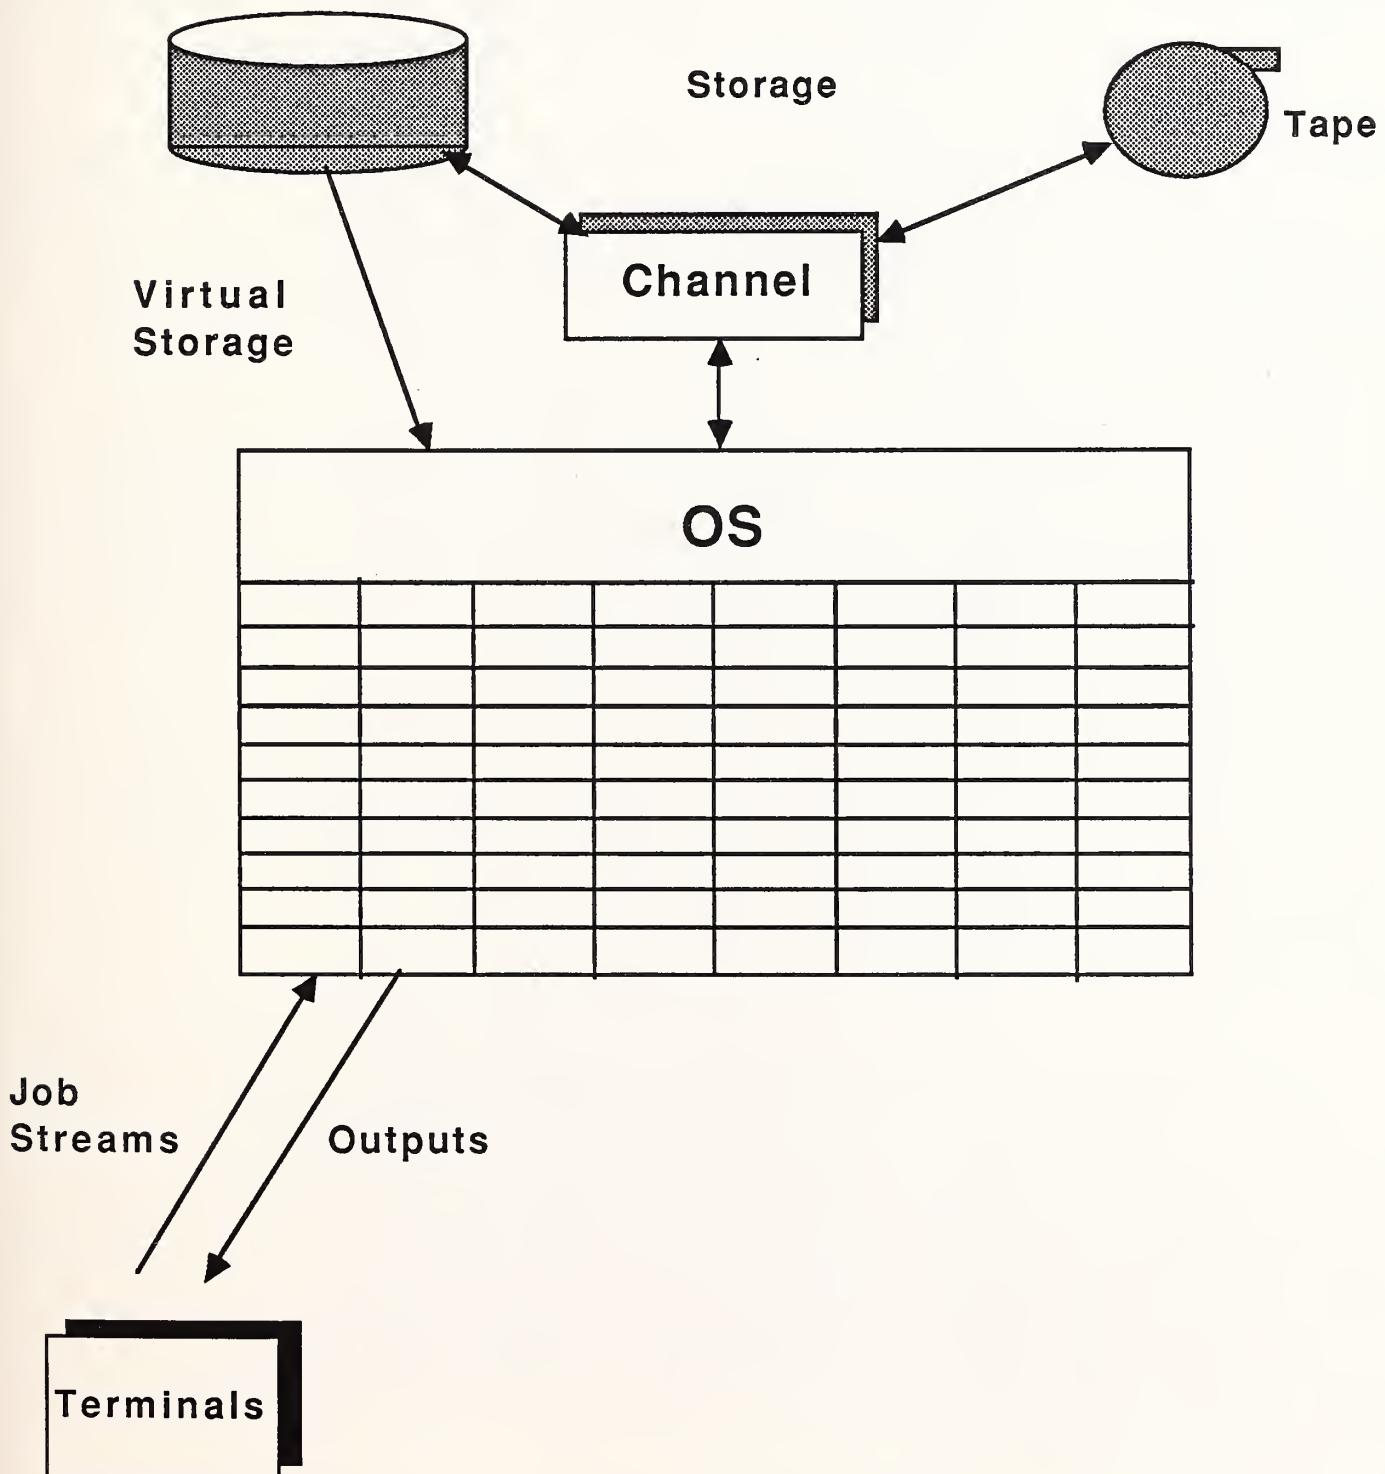 Storage
Tape
Channel
Virtual
Storage
OS
Job
Streams
Outputs
Terminals